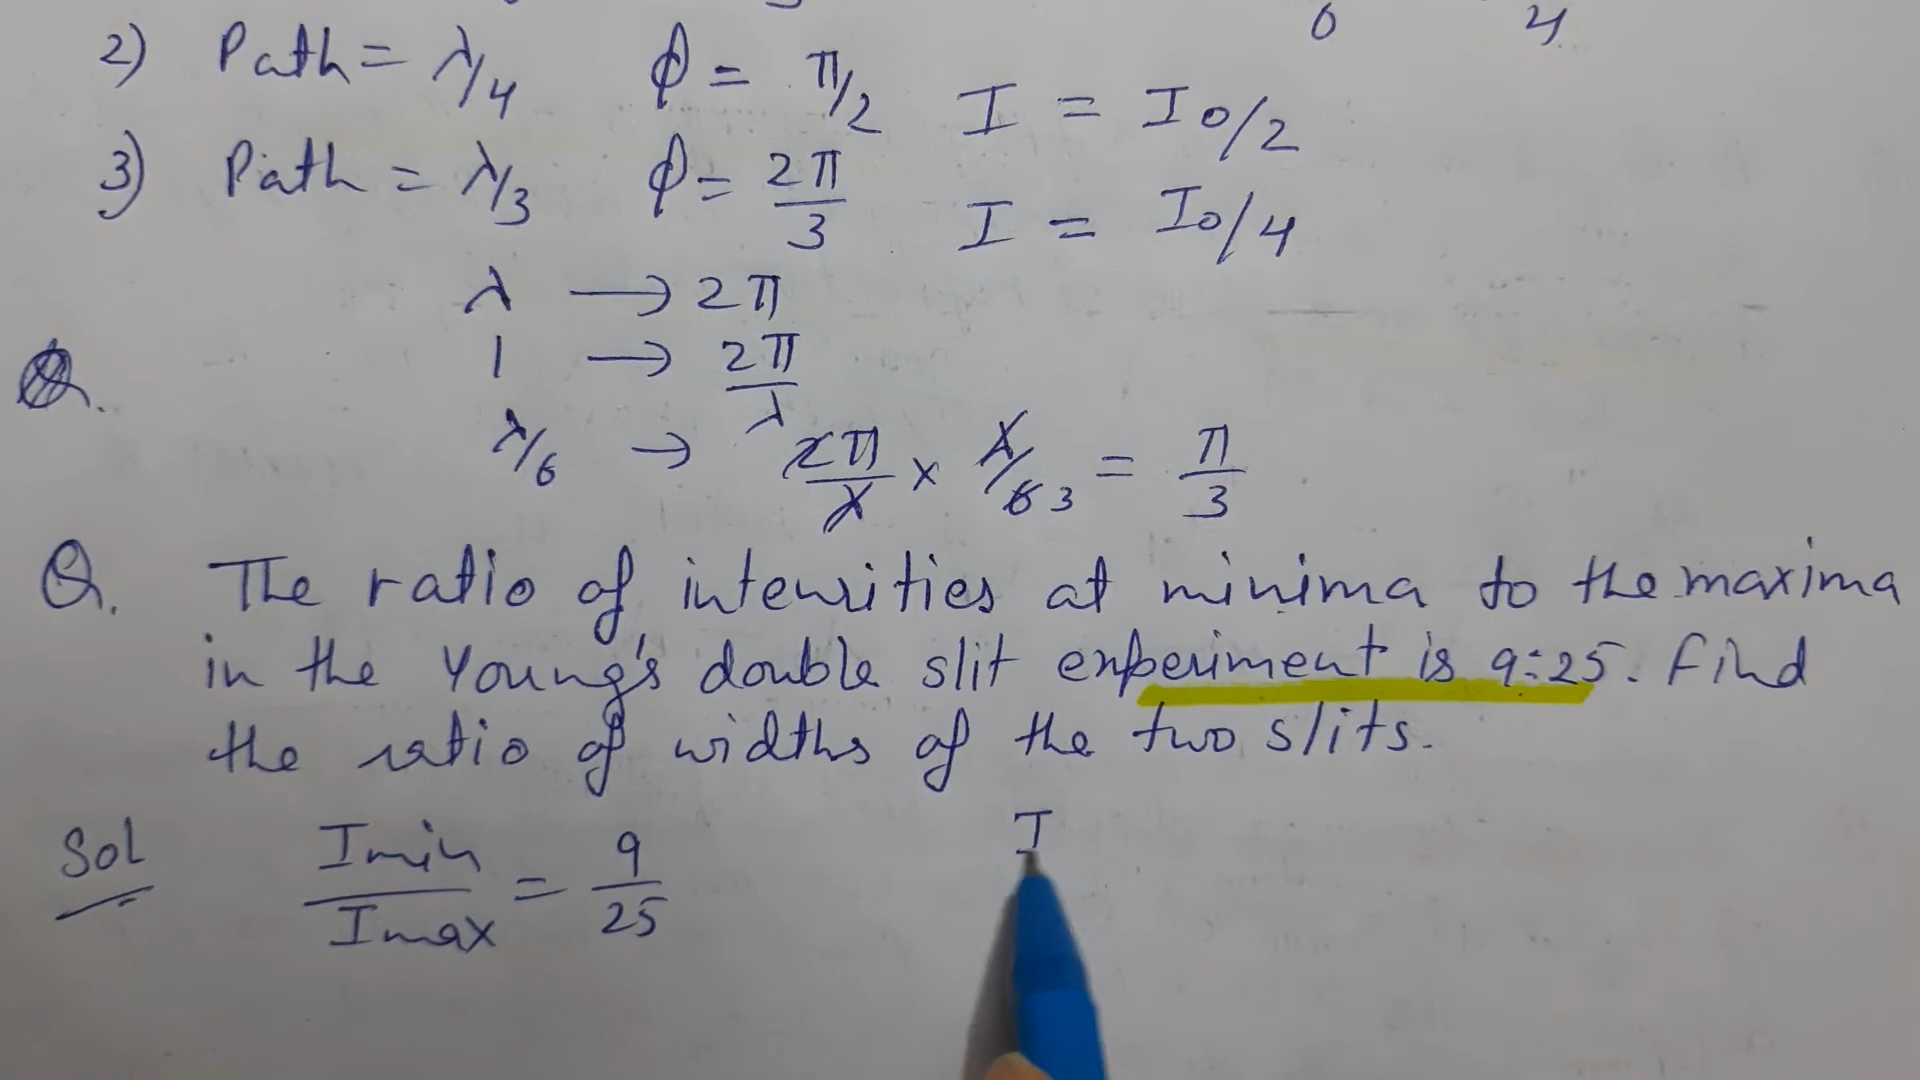 6 4
2) Path = λ/4 ϕ = π/2 I = I0/2
3) Path = λ/3 ϕ = 2π/3 I = I0/4
λ → 2π
1 → 2π/λ
Q.
λ/6 → 2π/λ × λ/6 3 = π/3
Q. The ratio of intensities at minima to the maxima
in the Young's double slit experiment is 9:25. Find
the ratio of widths of the two slits.
Sol Imin/Imax = 9/25 I